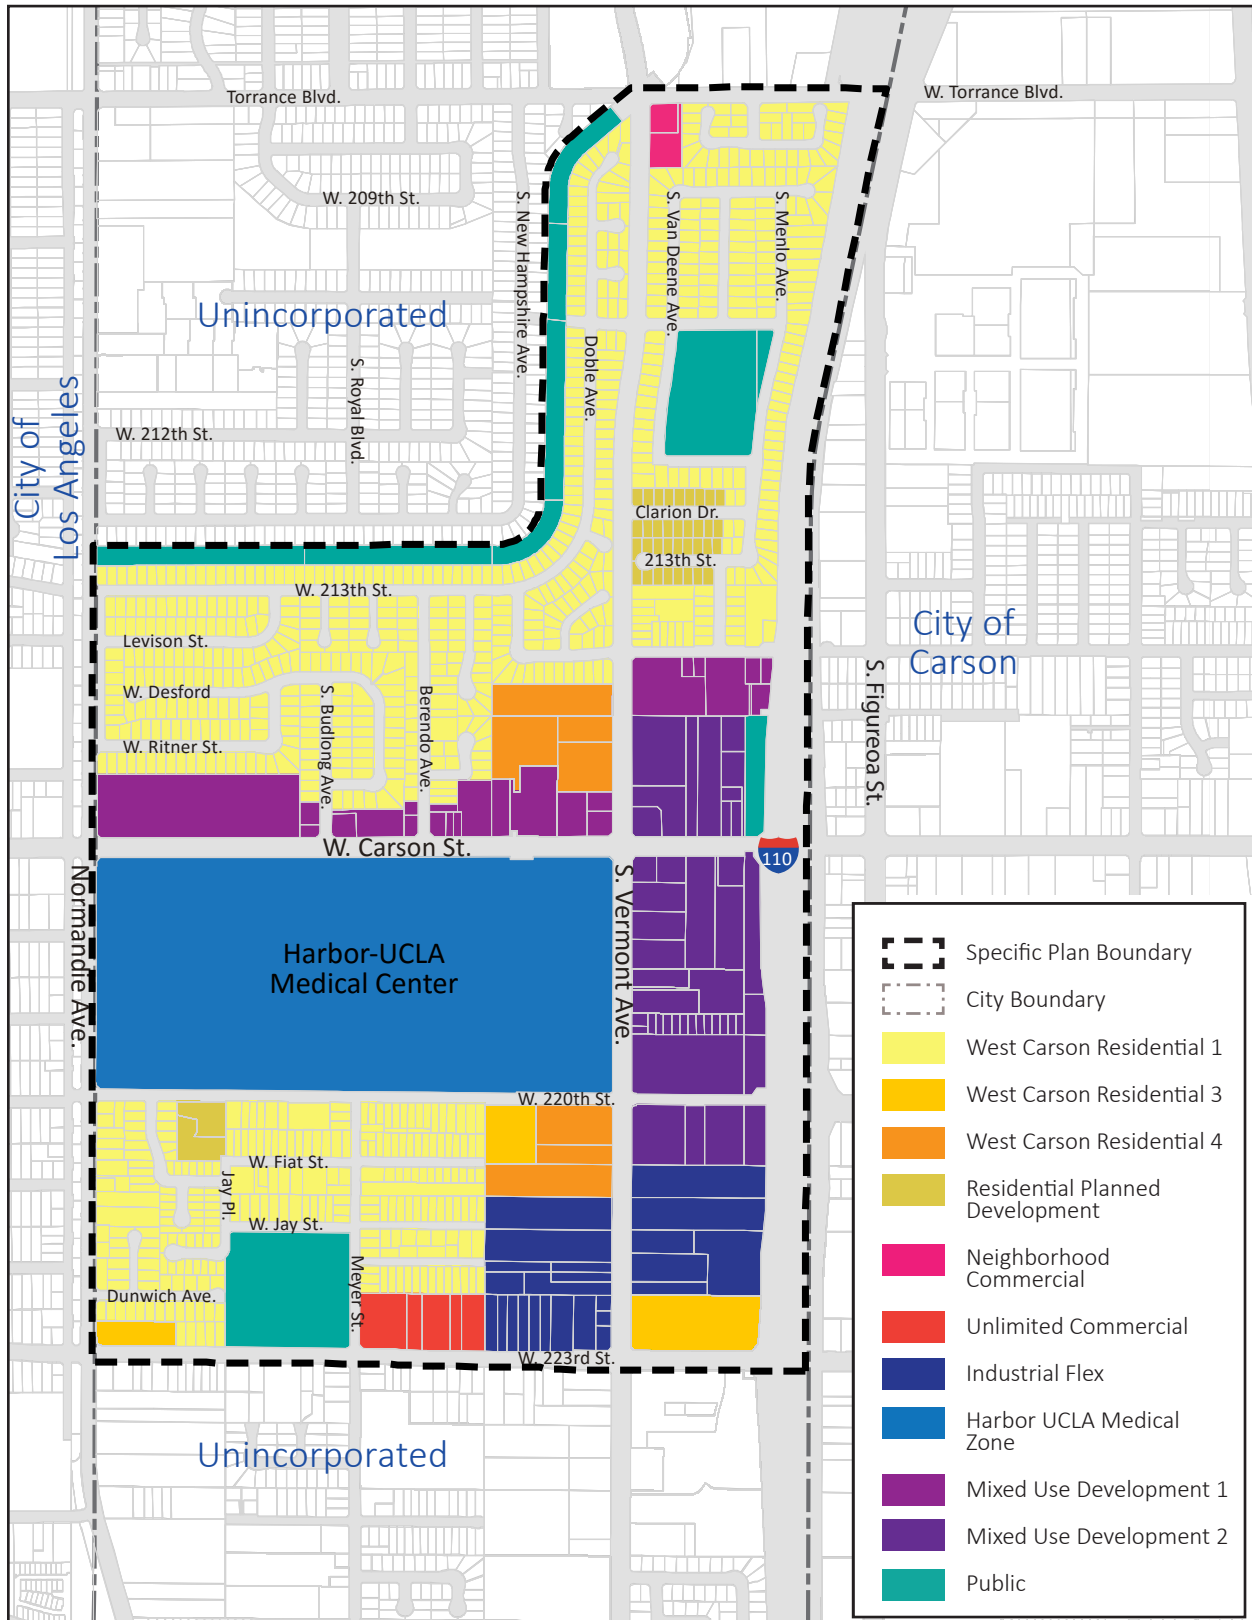 Torrance Blvd.
W. Torrance Blvd.
W. 209th St.
S. New Hampshire Ave.
S. Van Deene Ave.
S. Menlo Ave.
Unincorporated
Doble Ave.
S. Royal Blvd.
City of
Los Angeles
W. 212th St.
Clarion Dr.
213th St.
W. 213th St.
Levison St.
City of
Carson
W. Desford
S. Budlong Ave.
Berendo Ave.
S. Figureoa St.
W. Ritner St.
W. Carson St.
110
Normandie Ave.
S. Vermont Ave.
Harbor-UCLA
Medical Center
W. 220th St.
W. Fiat St.
Jay Pl.
W. Jay St.
Meyer St.
Dunwich Ave.
W. 223rd St.
Unincorporated
Specific Plan Boundary
City Boundary
West Carson Residential 1
West Carson Residential 3
West Carson Residential 4
Residential Planned
Development
Neighborhood
Commercial
Unlimited Commercial
Industrial Flex
Harbor UCLA Medical
Zone
Mixed Use Development 1
Mixed Use Development 2
Public